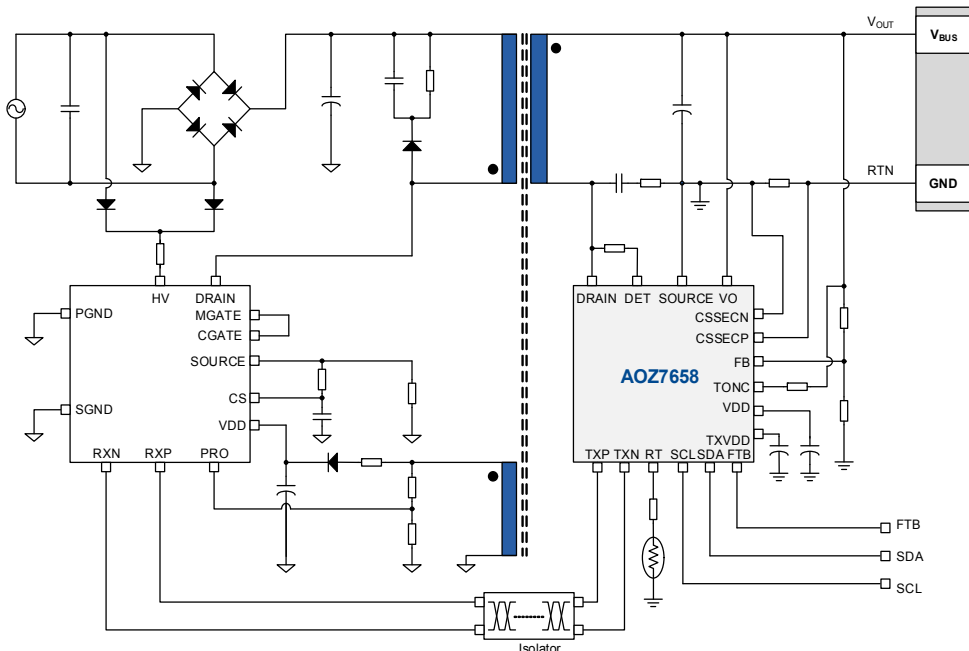 VOUT
VBUS
RTN
GND
HV
DRAIN
PGND
MGATE
CGATE
SOURCE
CS
SGND
VDD
RXN
RXP
PRO
DRAIN
DET
SOURCE
VO
CSSECN
CSSECP
FB
AOZ7658
TONC
VDD
TXVDD
TXP
TXN
RT
SCL
SDA
FTB
FTB
SDA
SCL
Isolator